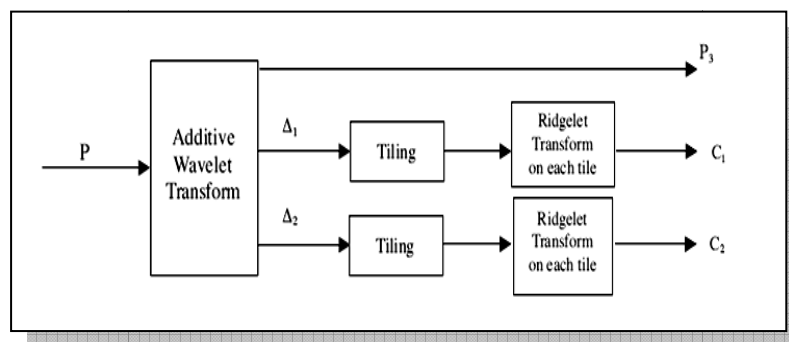 P
Additive
Wavelet
Transform
P₃
Δ₁
Tiling
Ridgelet
Transform
on each tile
C₁
Δ₂
Tiling
Ridgelet
Transform
on each tile
C₂